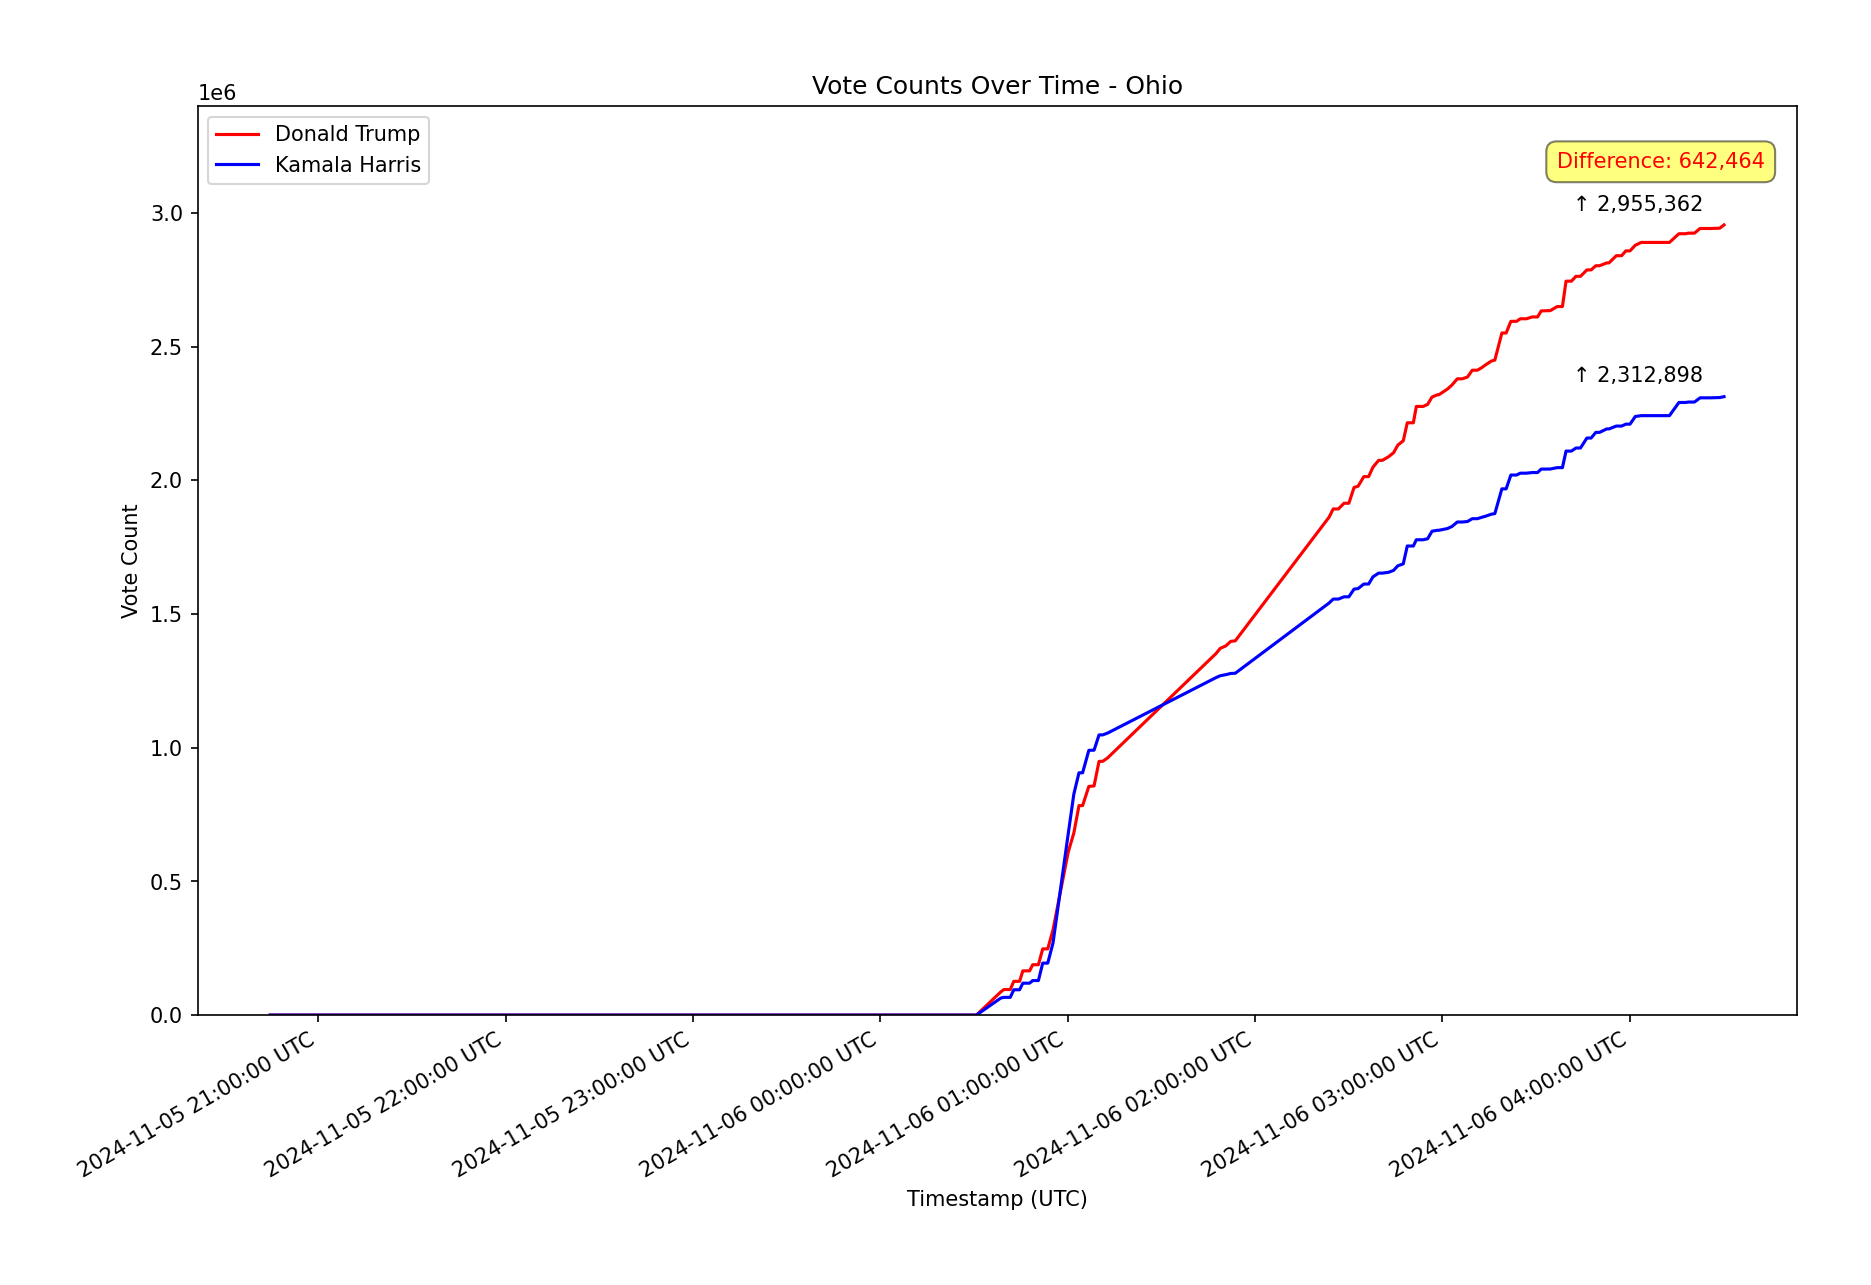 Vote Counts Over Time - Ohio
1e6
Donald Trump
Kamala Harris
Difference: 642,464
↑ 2,955,362
↑ 2,312,898
3.0
2.5
2.0
1.5
1.0
0.5
0.0
Vote Count
2024-11-05 21:00:00 UTC
2024-11-05 22:00:00 UTC
2024-11-05 23:00:00 UTC
2024-11-06 00:00:00 UTC
2024-11-06 01:00:00 UTC
2024-11-06 02:00:00 UTC
2024-11-06 03:00:00 UTC
2024-11-06 04:00:00 UTC
Timestamp (UTC)